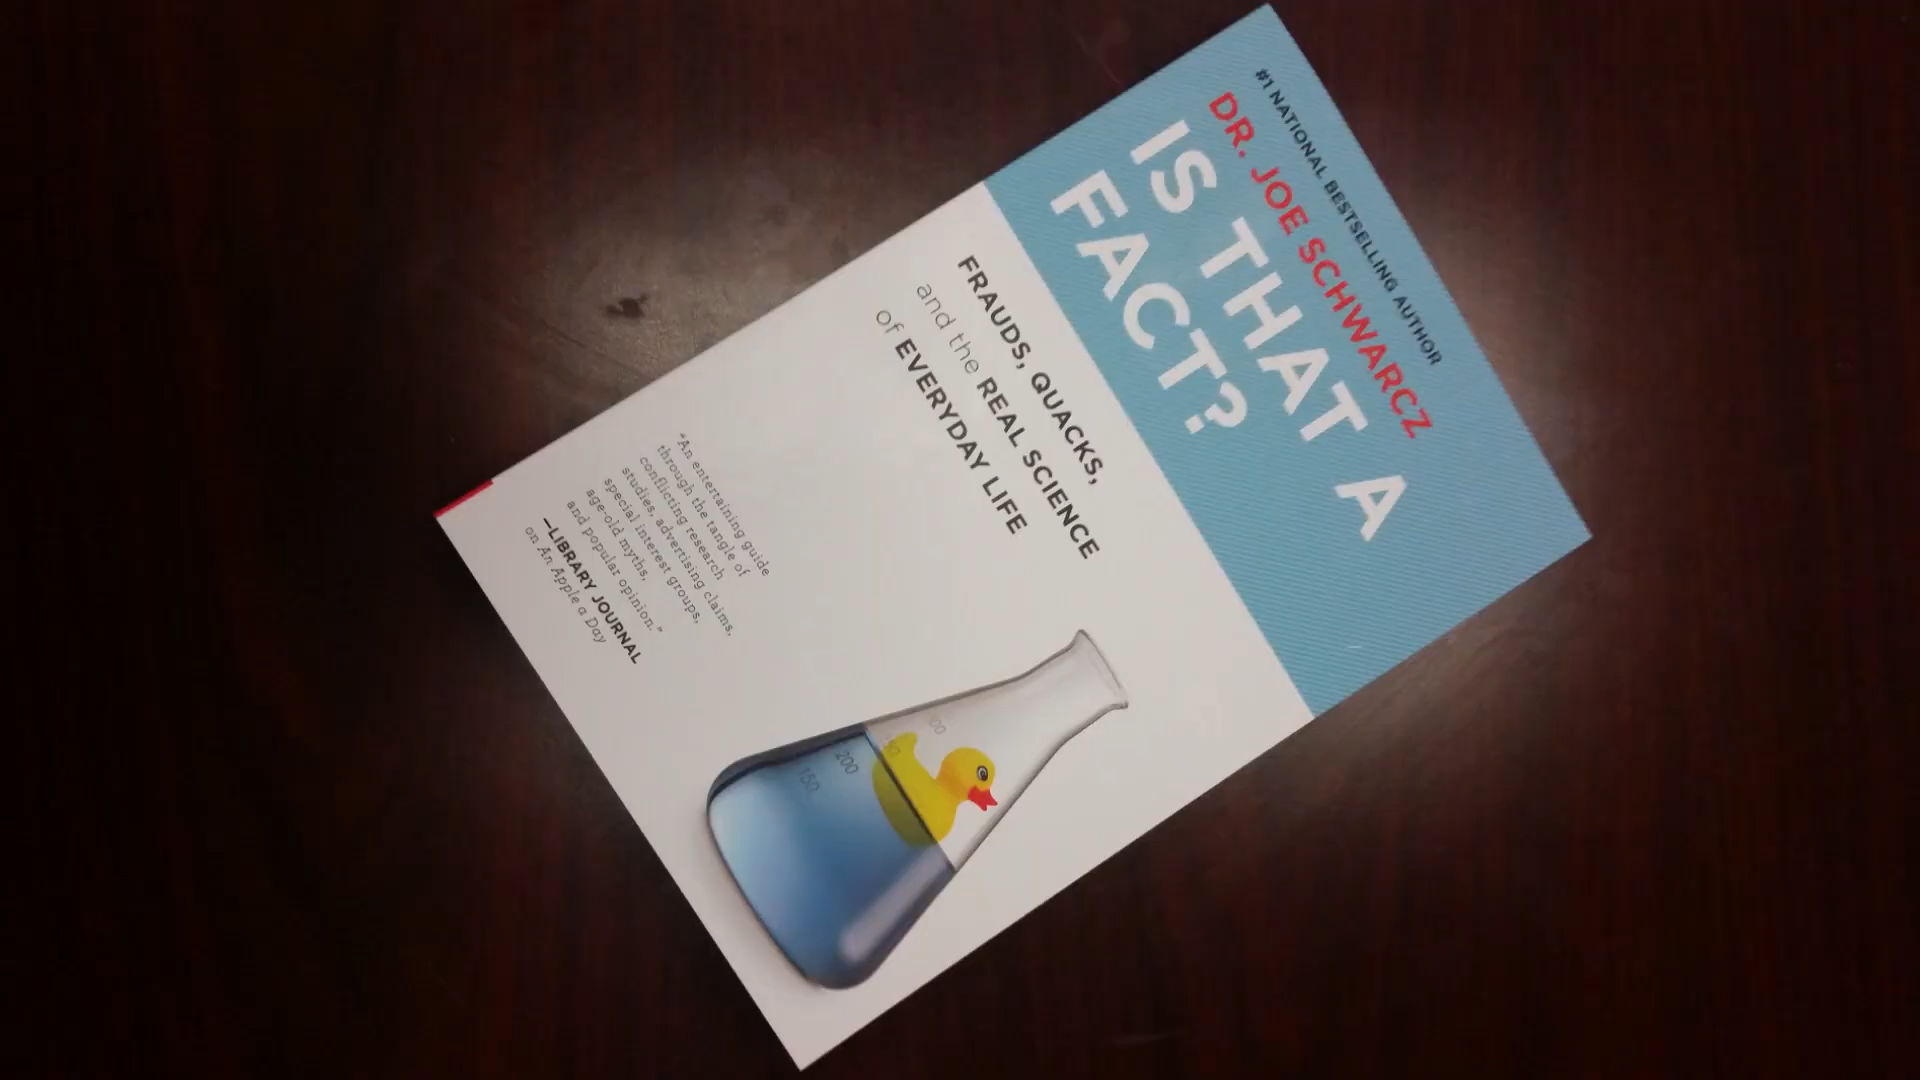 #1 NATIONAL BESTSELLING AUTHOR
DR. JOE SCHWARCZ
IS THAT A
FACT?
FRAUDS, QUACKS,
and the REAL SCIENCE
of EVERYDAY LIFE
“An entertaining guide
through the tangle of
conflicting research
studies, advertising claims,
special interest groups,
age-old myths,
and popular opinion.”
—LIBRARY JOURNAL
on An Apple a Day
200
150